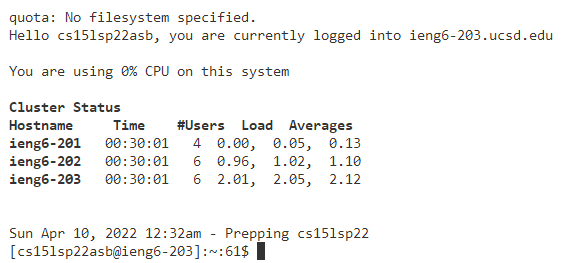 quota: No filesystem specified.
Hello cs15lsp22asb, you are currently logged into ieng6-203.ucsd.edu
You are using 0% CPU on this system
Cluster Status
Hostname     Time    #Users  Load  Averages
ieng6-201   00:30:01   4  0.00,  0.05,  0.13
ieng6-202   00:30:01   6  0.96,  1.02,  1.10
ieng6-203   00:30:01   6  2.01,  2.05,  2.12
Sun Apr 10, 2022 12:32am - Prepping cs15lsp22
[cs15lsp22asb@ieng6-203]:~:61$